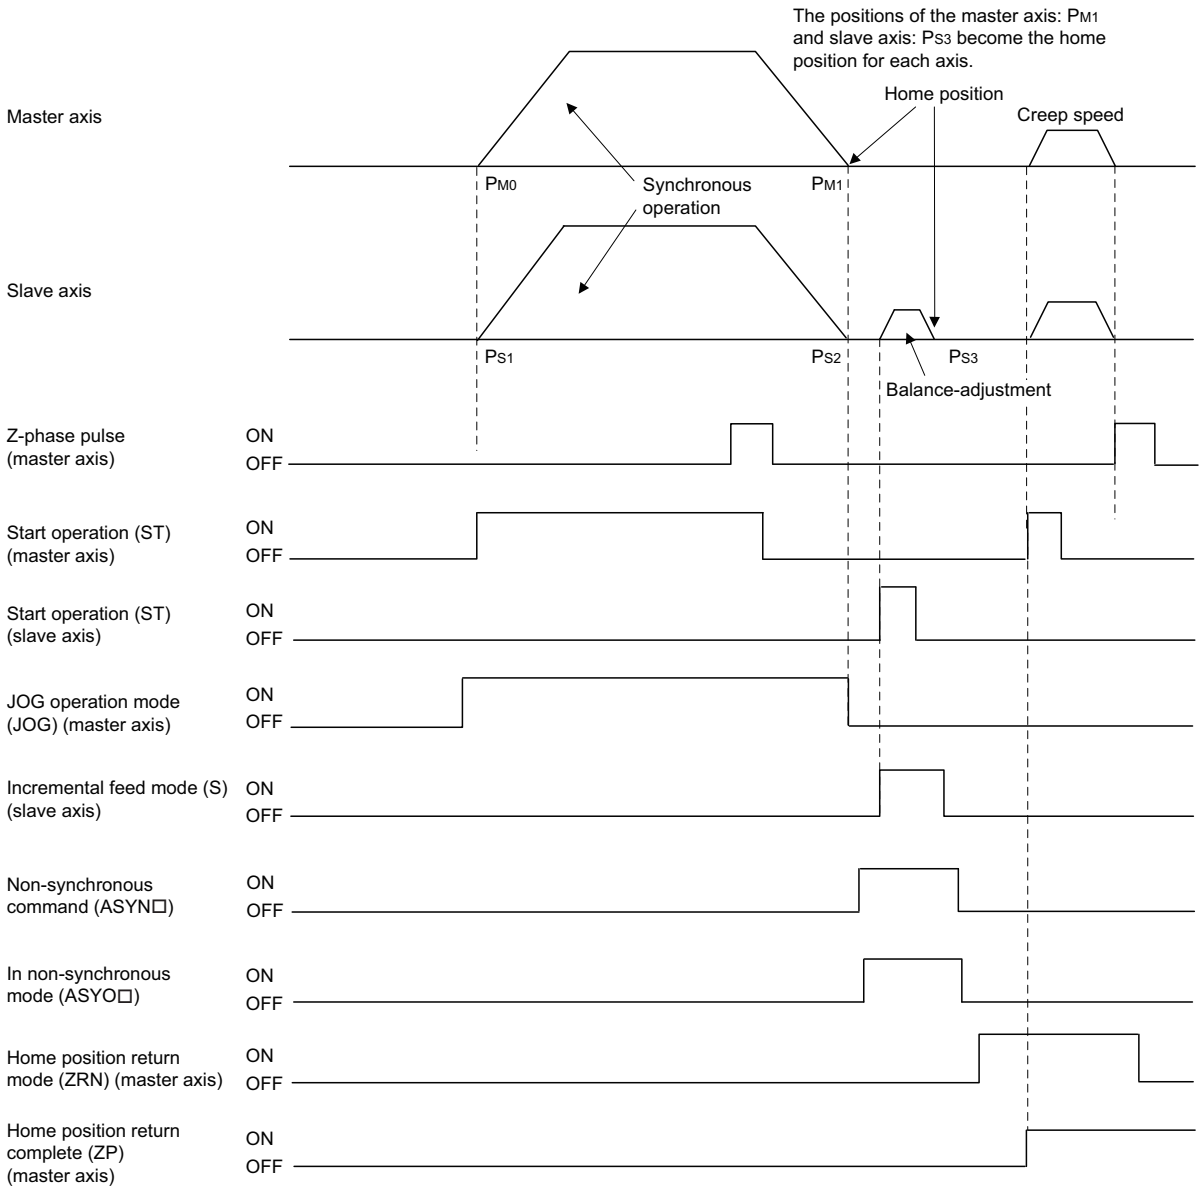 The positions of the master axis: PM1
and slave axis: PS3 become the home
position for each axis.
Home position
Creep speed
Master axis
PM0
Synchronous
operation
PM1
Slave axis
PS1
PS2
PS3
Balance-adjustment
Z-phase pulse
(master axis)
ON
OFF
Start operation (ST)
(master axis)
ON
OFF
Start operation (ST)
(slave axis)
ON
OFF
JOG operation mode
(JOG) (master axis)
ON
OFF
Incremental feed mode (S)
(slave axis)
ON
OFF
Non-synchronous
command (ASYN□)
ON
OFF
In non-synchronous
mode (ASYO□)
ON
OFF
Home position return
mode (ZRN) (master axis)
ON
OFF
Home position return
complete (ZP)
(master axis)
ON
OFF